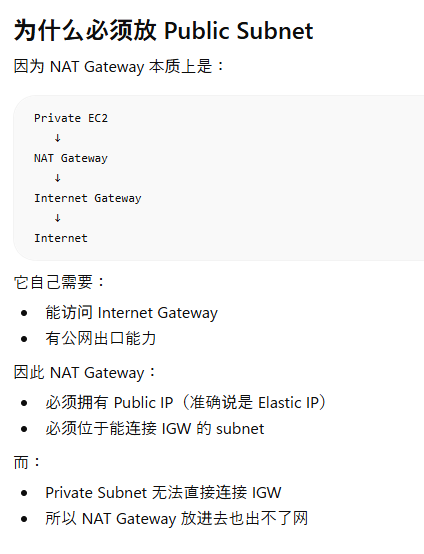 为什么必须放 Public Subnet
因为 NAT Gateway 本质上是：
Private EC2
↓
NAT Gateway
↓
Internet Gateway
↓
Internet
它自己需要：
• 能访问 Internet Gateway
• 有公网出口能力
因此 NAT Gateway：
• 必须拥有 Public IP（准确说是 Elastic IP）
• 必须位于能连接 IGW 的 subnet
而：
• Private Subnet 无法直接连接 IGW
• 所以 NAT Gateway 放进去也出不了网